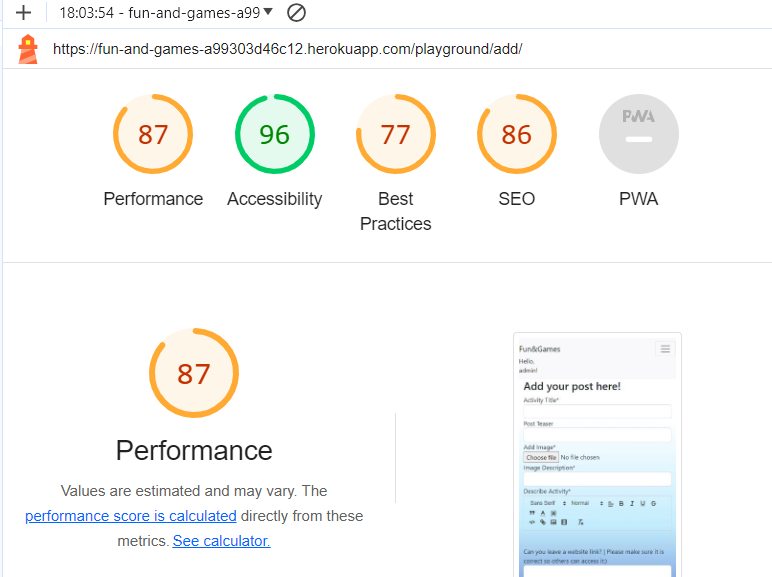 18:03:54 - fun-and-games-a99
https://fun-and-games-a99303d46c12.herokuapp.com/playground/add/
87
96
77
86
PWA
Performance
Accessibility
Best
Practices
SEO
PWA
87
Performance
Values are estimated and may vary. The
performance score is calculated directly from these
metrics. See calculator.
Fun&Games
Hello,
admin!
Add your post here!
Activity Title*
Post Teaser
Add Image*
Choose file No file chosen
Image Description*
Describe Activity*
Sans Serif Normal B I U S
Can you leave a website link? ( Please make sure it is
correct so others can access it:)